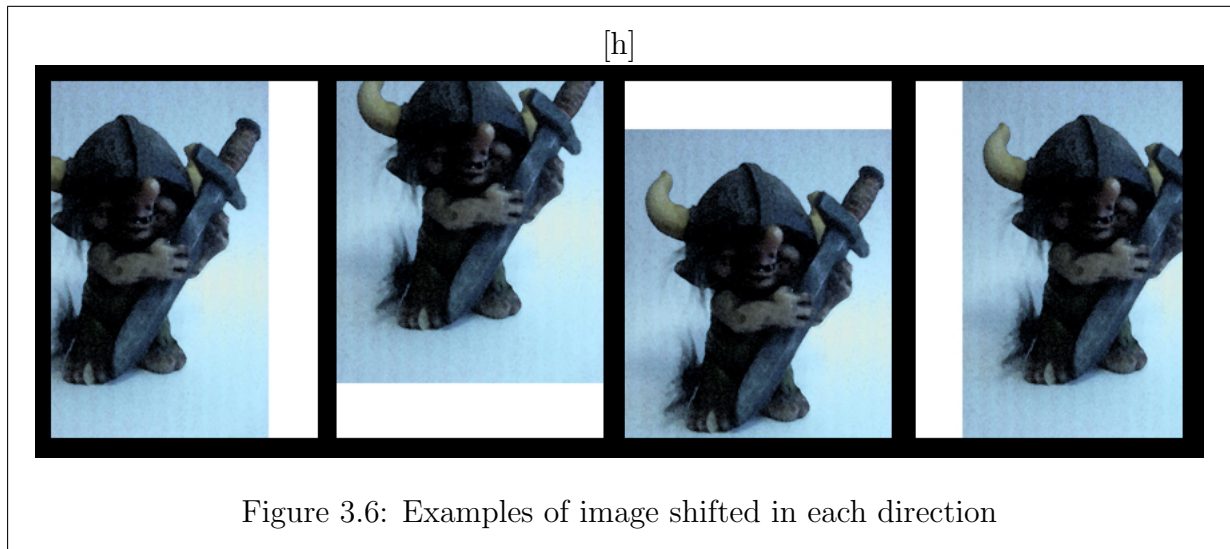 [h]
Figure 3.6: Examples of image shifted in each direction